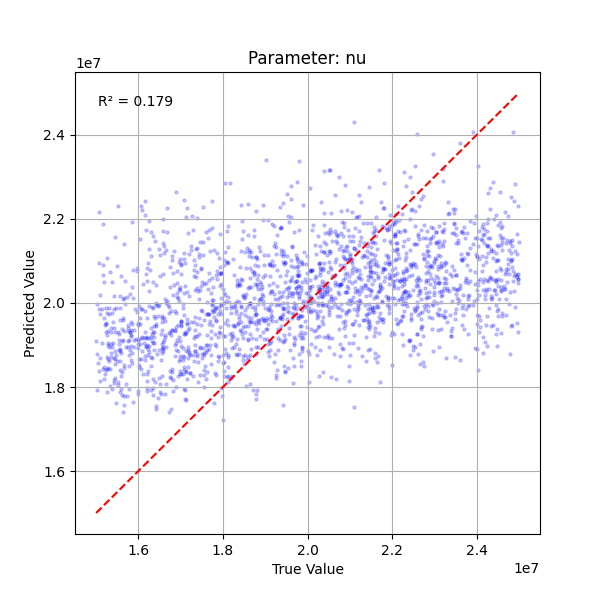 Parameter: nu
1e7
R² = 0.179
2.4
2.2
2.0
1.8
1.6
Predicted Value
1.6
1.8
2.0
2.2
2.4
1e7
True Value